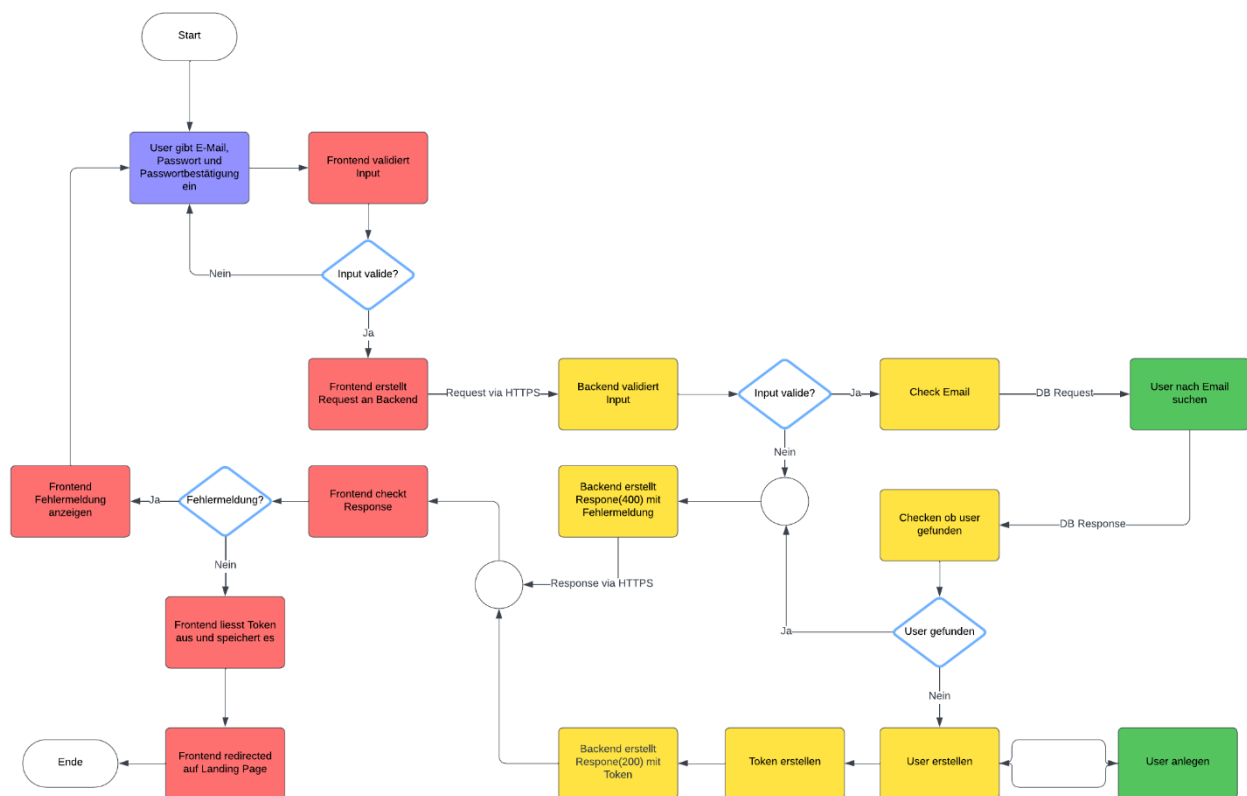 Start
User gibt E-Mail,
Passwort und
Passwortbestätigung
ein
Frontend validiert
Input
Nein
Input valide?
Ja
Frontend erstellt
Request an Backend
Request via HTTPS
Backend validiert
Input
Input valide?
Ja
Check Email
DB Request
User nach Email
suchen
Nein
Frontend
Fehlermeldung
anzeigen
Ja
Fehlermeldung?
Frontend checkt
Response
Backend erstellt
Respone(400) mit
Fehlermeldung
Checken ob user
gefunden
DB Response
Nein
Response via HTTPS
Frontend liesst Token
aus und speichert es
Ja
User gefunden
Nein
Ende
Frontend redirected
auf Landing Page
Backend erstellt
Respone(200) mit
Token
Token erstellen
User erstellen
User anlegen